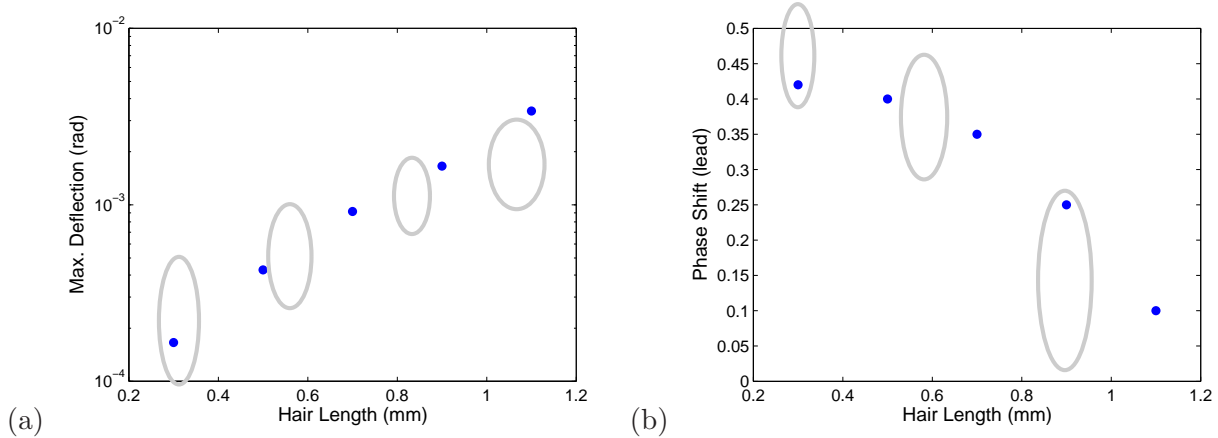 10^-2
10^-3
10^-4
Max. Deflection (rad)
0.2 0.4 0.6 0.8 1 1.2
Hair Length (mm)
(a)
0.5
0.45
0.4
0.35
0.3
0.25
0.2
0.15
0.1
0.05
0
Phase Shift (lead)
0.2 0.4 0.6 0.8 1 1.2
Hair Length (mm)
(b)